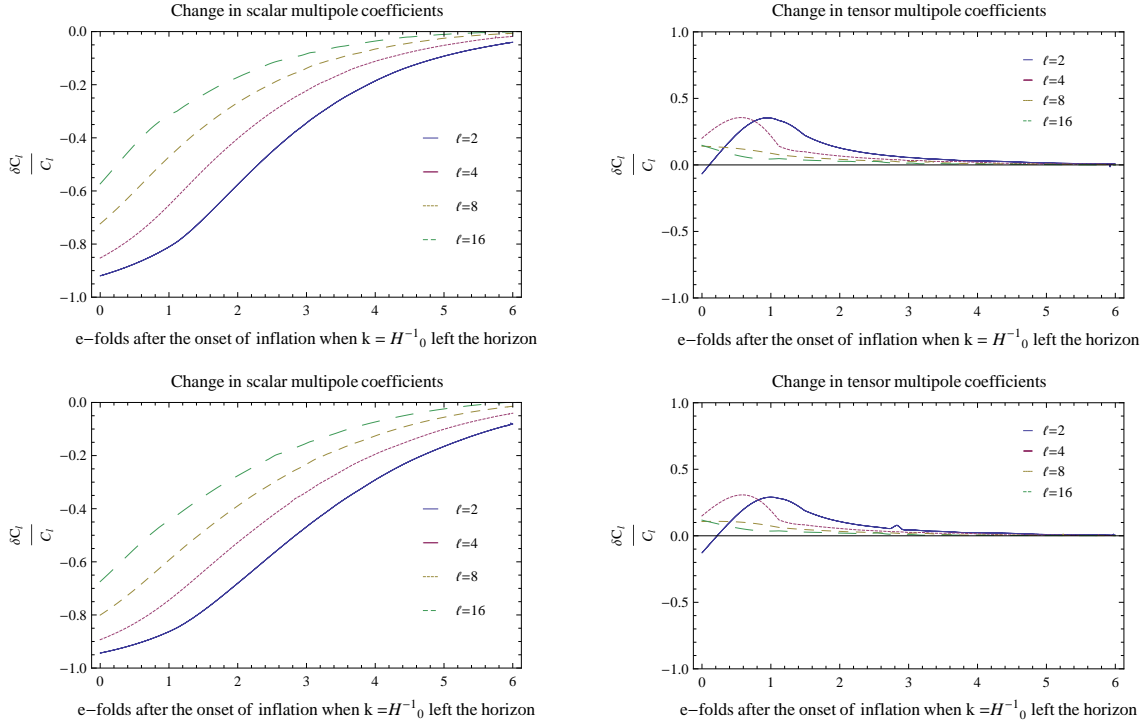 Change in scalar multipole coefficients
0.0
−0.2
−0.4
−0.6
−0.8
−1.0
δC_l
C_l
ℓ=2
ℓ=4
ℓ=8
ℓ=16
0 1 2 3 4 5 6
e−folds after the onset of inflation when k = H⁻¹₀ left the horizon
Change in tensor multipole coefficients
1.0
0.5
0.0
−0.5
−1.0
δC_l
C_l
ℓ=2
ℓ=4
ℓ=8
ℓ=16
0 1 2 3 4 5 6
e−folds after the onset of inflation when k = H⁻¹₀ left the horizon
Change in scalar multipole coefficients
0.0
−0.2
−0.4
−0.6
−0.8
−1.0
δC_l
C_l
ℓ=2
ℓ=4
ℓ=8
ℓ=16
0 1 2 3 4 5 6
e−folds after the onset of inflation when k =H⁻¹₀ left the horizon
Change in tensor multipole coefficients
1.0
0.5
0.0
−0.5
−1.0
δC_l
C_l
ℓ=2
ℓ=4
ℓ=8
ℓ=16
0 1 2 3 4 5 6
e−folds after the onset of inflation when k =H⁻¹₀ left the horizon